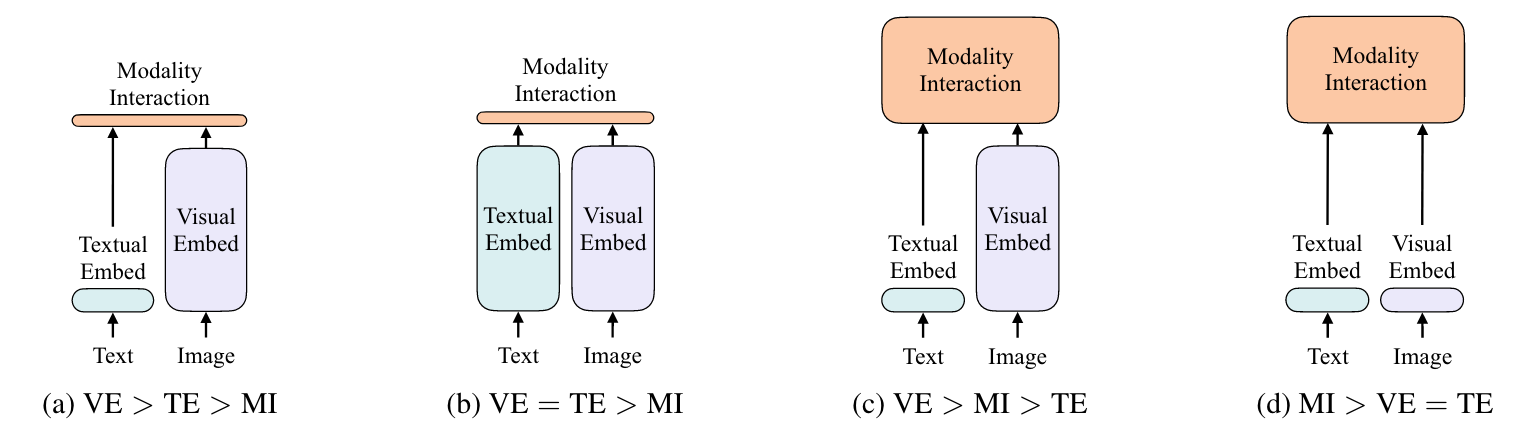 Modality
Interaction
Textual
Embed
Visual
Embed
Text
Image
(a) VE > TE > MI
Modality
Interaction
Textual
Embed
Visual
Embed
Text
Image
(b) VE = TE > MI
Modality
Interaction
Textual
Embed
Visual
Embed
Text
Image
(c) VE > MI > TE
Modality
Interaction
Textual
Embed
Visual
Embed
Text
Image
(d) MI > VE = TE